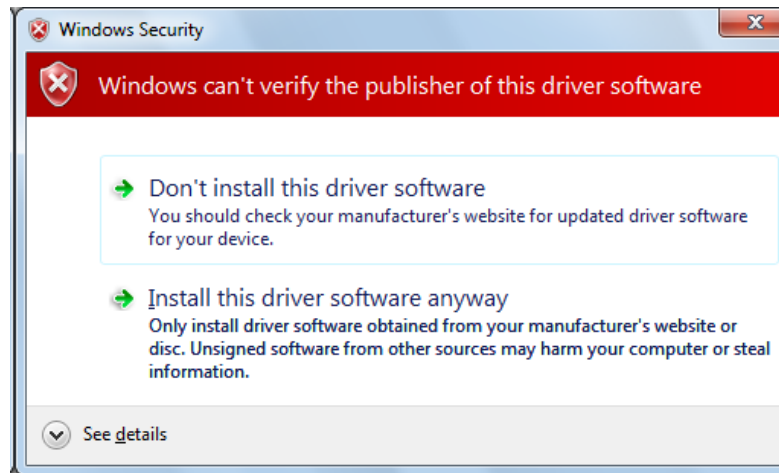 Windows Security
Windows can't verify the publisher of this driver software
Don't install this driver software
You should check your manufacturer's website for updated driver software
for your device.
Install this driver software anyway
Only install driver software obtained from your manufacturer's website or
disc. Unsigned software from other sources may harm your computer or steal
information.
See details